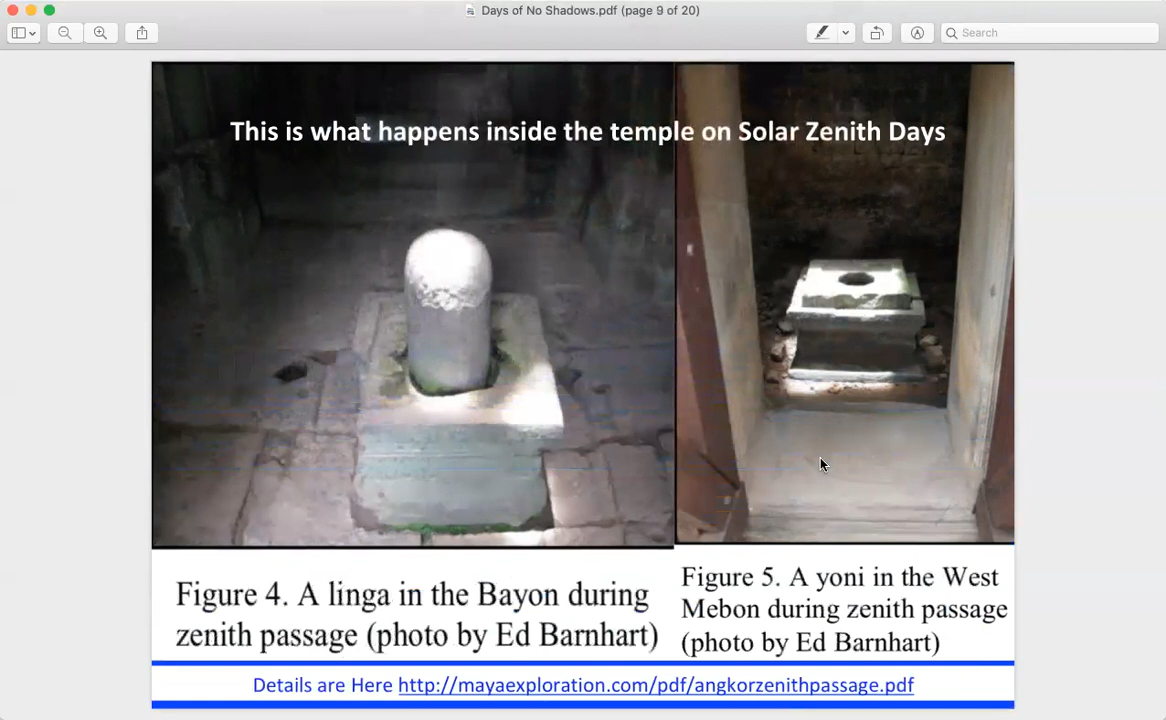 Days of No Shadows.pdf (page 9 of 20)
Search
This is what happens inside the temple on Solar Zenith Days
Figure 4. A linga in the Bayon during
zenith passage (photo by Ed Barnhart)
Figure 5. A yoni in the West
Mebon during zenith passage
(photo by Ed Barnhart)
Details are Here http://mayaexploration.com/pdf/angkorzenithpassage.pdf